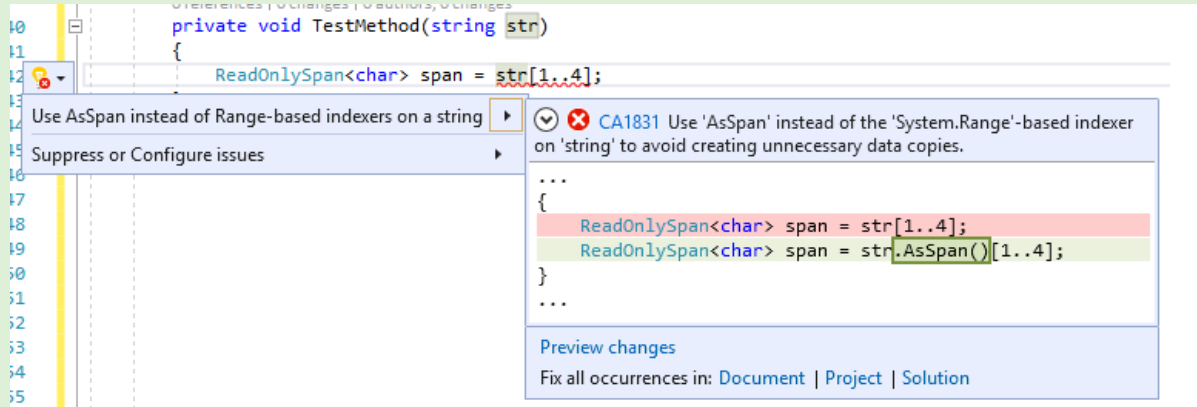 0 references | 0 authors, 0 changes
40 private void TestMethod(string str)
41 {
42 ReadOnlySpan<char> span = str[1..4];
43
Use AsSpan instead of Range-based indexers on a string
Suppress or Configure issues
CA1831 Use 'AsSpan' instead of the 'System.Range'-based indexer
on 'string' to avoid creating unnecessary data copies.
...
{
ReadOnlySpan<char> span = str[1..4];
ReadOnlySpan<char> span = str.AsSpan()[1..4];
}
...
Preview changes
Fix all occurrences in: Document | Project | Solution
44
45
46
47
48
49
50
51
52
53
54
55